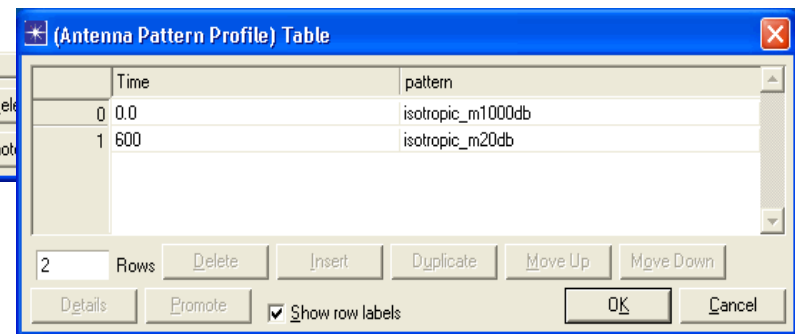 (Antenna Pattern Profile) Table
Time pattern
0 0.0 isotropic_m1000db
1 600 isotropic_m20db
2 Rows Delete Insert Duplicate Move Up Move Down
Details Promote Show row labels OK Cancel